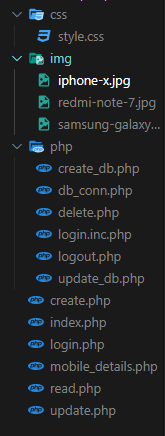 css
style.css
img
iphone-x.jpg
redmi-note-7.jpg
samsung-galaxy...
php
create_db.php
db_conn.php
delete.php
login.inc.php
logout.php
update_db.php
create.php
index.php
login.php
mobile_details.php
read.php
update.php